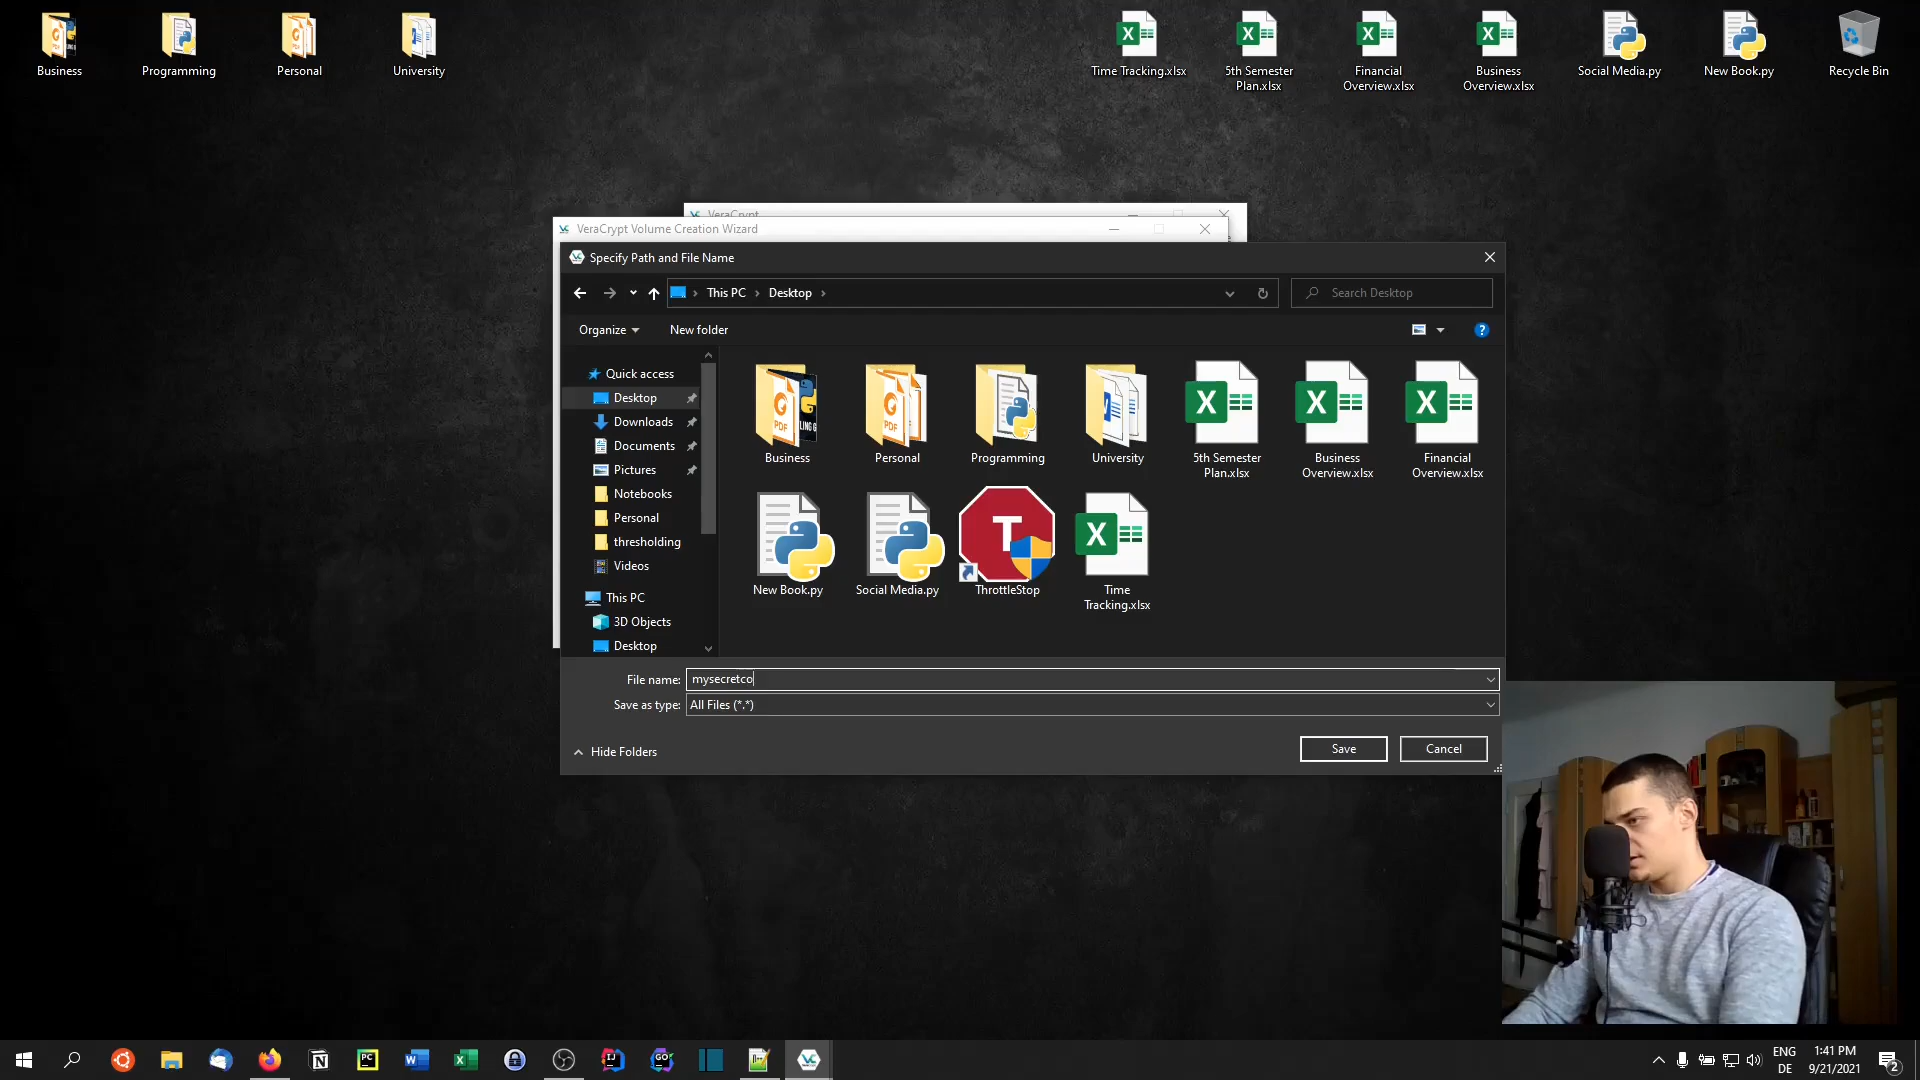 Business
Programming
Personal
University
Time Tracking.xlsx
5th Semester
Plan.xlsx
Financial
Overview.xlsx
Business
Overview.xlsx
Social Media.py
New Book.py
Recycle Bin
VeraCrypt
VeraCrypt Volume Creation Wizard
Specify Path and File Name
This PC > Desktop >
Search Desktop
Organize
New folder
Quick access
Desktop
Downloads
Documents
Pictures
Notebooks
Personal
thresholding
Videos
This PC
3D Objects
Desktop
Business
Personal
Programming
University
5th Semester
Plan.xlsx
Business
Overview.xlsx
Financial
Overview.xlsx
New Book.py
Social Media.py
ThrottleStop
Time
Tracking.xlsx
File name: mysecretco
Save as type: All Files (*.*)
Hide Folders
Save
Cancel
ENG
DE
1:41 PM
9/21/2021
2